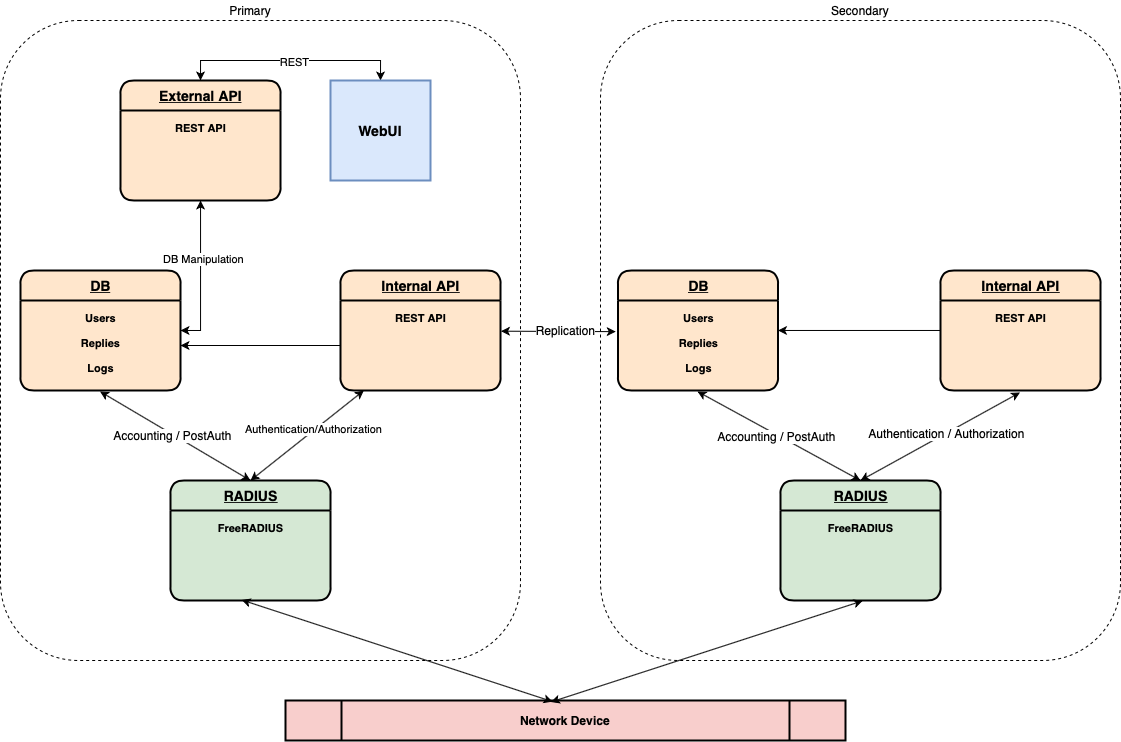 Primary
Secondary
REST
External API
REST API
WebUI
DB Manipulation
DB
Users
Replies
Logs
Internal API
REST API
Replication
DB
Users
Replies
Logs
Internal API
REST API
Accounting / PostAuth
Authentication/Authorization
Accounting / PostAuth
Authentication / Authorization
RADIUS
FreeRADIUS
RADIUS
FreeRADIUS
Network Device